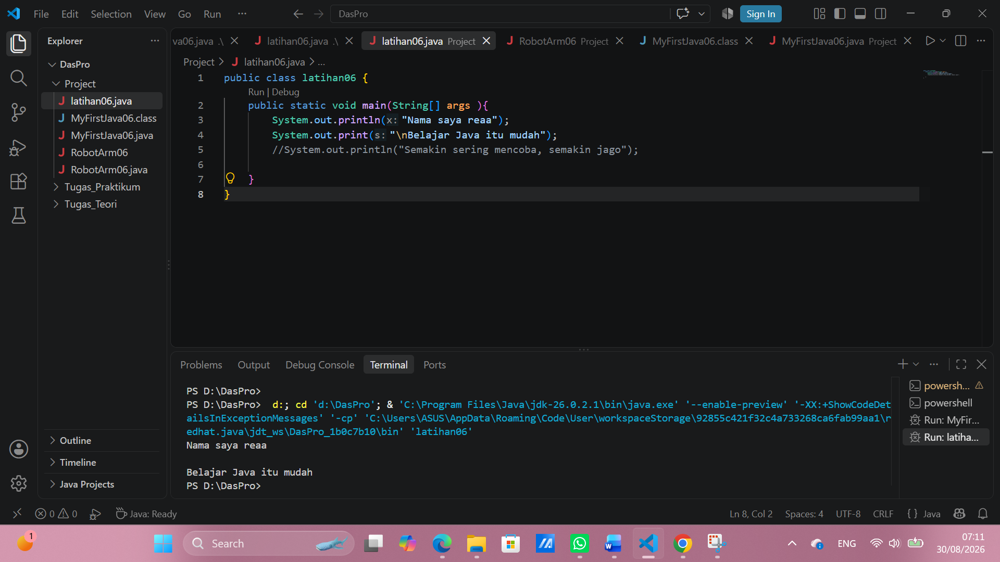 File Edit Selection View Go Run ...
DasPro
Sign In
Explorer
va06.java .\
latihan06.java .\
latihan06.java Project
RobotArm06 Project
MyFirstJava06.class
MyFirstJava06.java Project
DasPro
Project
latihan06.java
MyFirstJava06.class
MyFirstJava06.java
RobotArm06
RobotArm06.java
Tugas_Praktikum
Tugas_Teori
Outline
Timeline
Java Projects
Project > latihan06.java > ...
1 public class latihan06 {
Run | Debug
2 public static void main(String[] args ){
3 System.out.println(x: "Nama saya reaa");
4 System.out.print(s: "\nBelajar Java itu mudah");
5 //System.out.println("Semakin sering mencoba, semakin jago");
6
7 }
8 }
Problems Output Debug Console Terminal Ports
PS D:\DasPro>
PS D:\DasPro> d:; cd 'd:\DasPro'; & 'C:\Program Files\Java\jdk-26.0.2.1\bin\java.exe' '--enable-preview' '-XX:+ShowCodeDet
ailsInExceptionMessages' '-cp' 'C:\Users\ASUS\AppData\Roaming\Code\User\workspaceStorage\92855c421f32c4a733268ca6fab99aa1\r
edhat.java\jdt_ws\DasPro_1b0c7b10\bin' 'latihan06'
Nama saya reaa
Belajar Java itu mudah
PS D:\DasPro>
powersh...
powershell
Run: MyFir...
Run: latiha...
0 0
Java: Ready
Ln 8, Col 2 Spaces: 4 UTF-8 CRLF { } Java
1
Search
ENG
07:11
30/08/2026